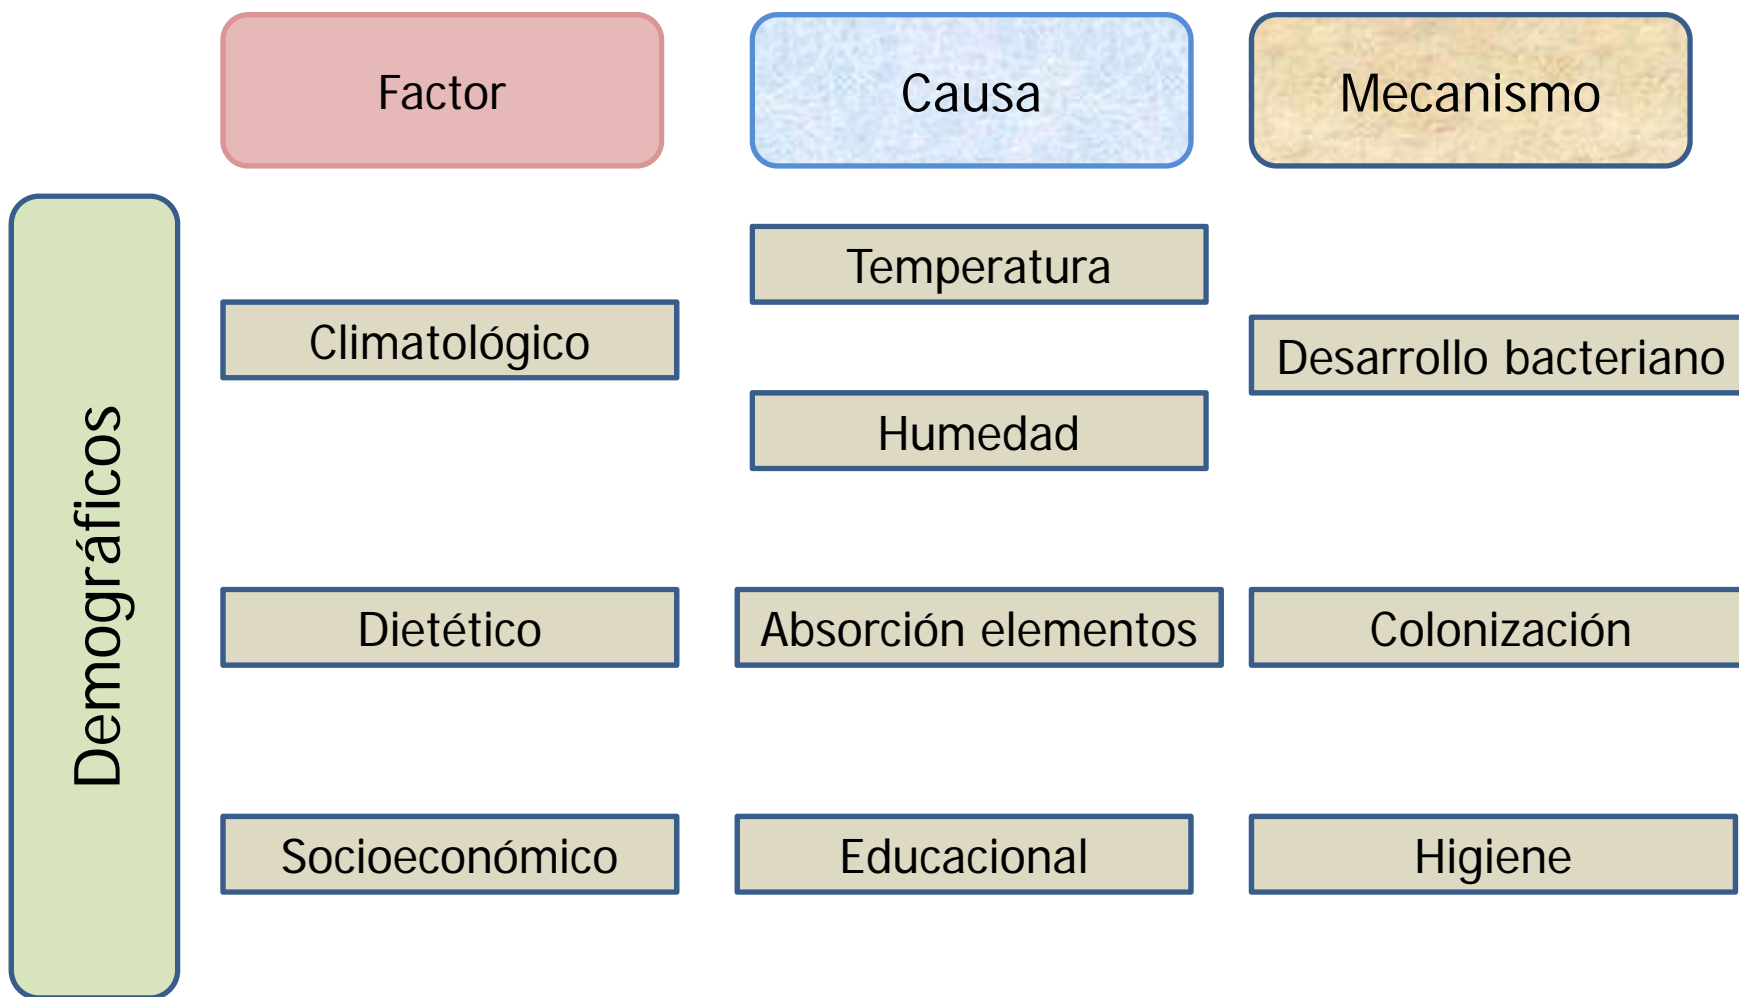 Factor
Causa
Mecanismo
Demográficos
Temperatura
Climatológico
Desarrollo bacteriano
Humedad
Dietético
Absorción elementos
Colonización
Socioeconómico
Educacional
Higiene